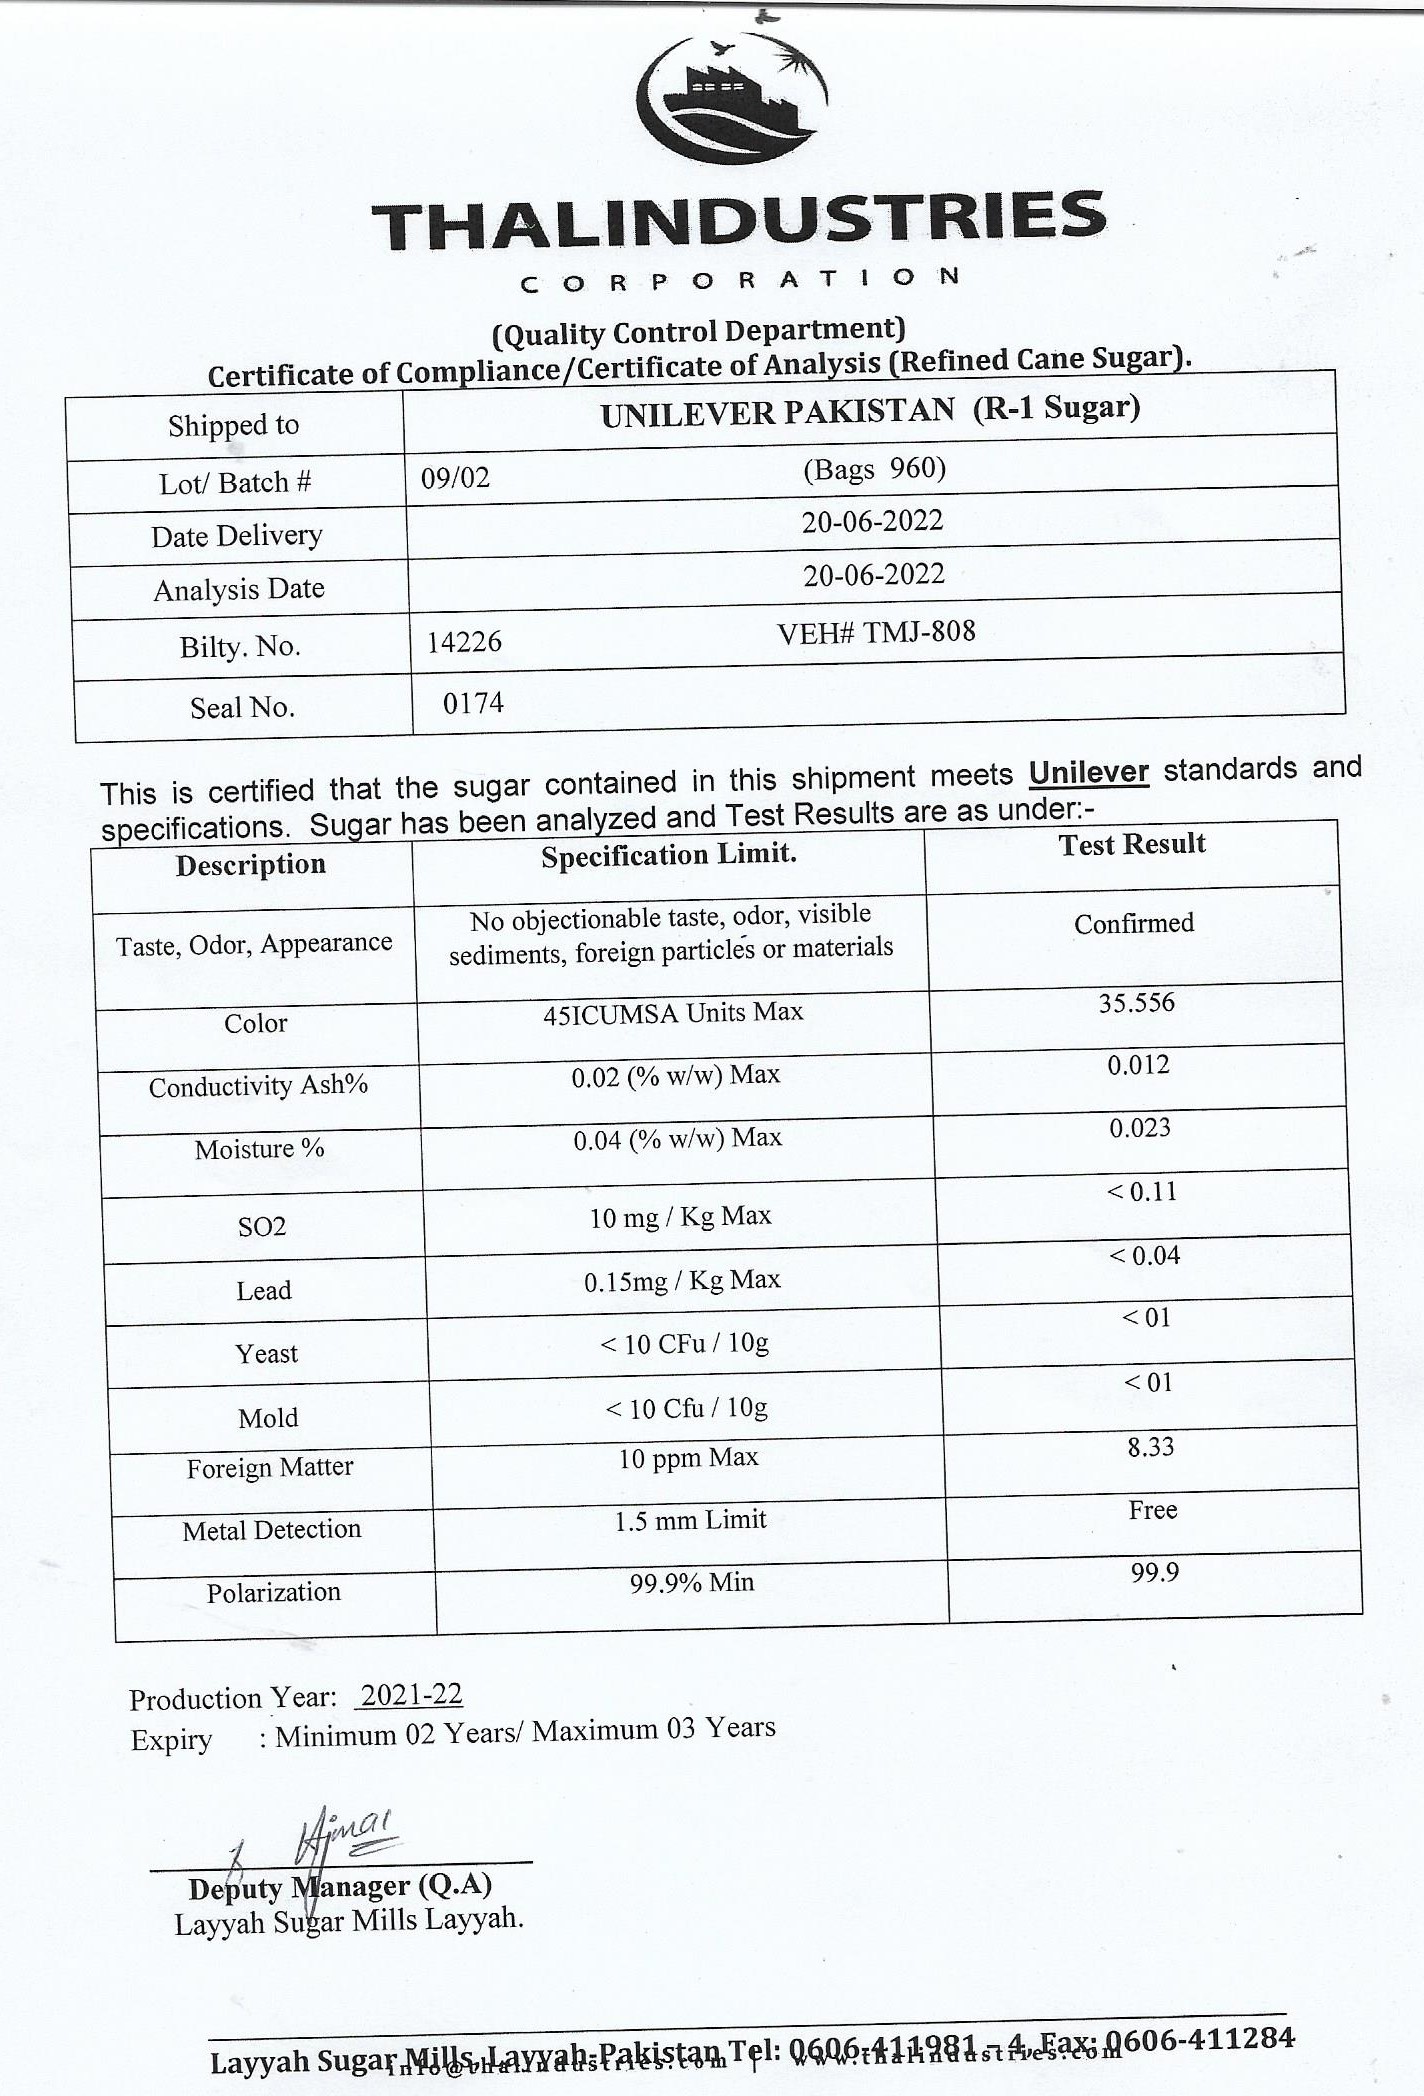 THALINDUSTRIES
CORPORATION
(Quality Control Department)
Certificate of Compliance/Certificate of Analysis (Refined Cane Sugar).
Shipped to UNILEVER PAKISTAN (R-1 Sugar)
Lot/ Batch # 09/02 (Bags 960)
Date Delivery 20-06-2022
Analysis Date 20-06-2022
Bilty. No. 14226 VEH# TMJ-808
Seal No. 0174
This is certified that the sugar contained in this shipment meets Unilever standards and
specifications. Sugar has been analyzed and Test Results are as under:-
Description Specification Limit. Test Result
Taste, Odor, Appearance No objectionable taste, odor, visible
sediments, foreign particles or materials Confirmed
Color 45ICUMSA Units Max 35.556
Conductivity Ash% 0.02 (% w/w) Max 0.012
Moisture % 0.04 (% w/w) Max 0.023
SO2 10 mg / Kg Max < 0.11
Lead 0.15mg / Kg Max < 0.04
Yeast < 10 CFu / 10g < 01
Mold < 10 Cfu / 10g < 01
Foreign Matter 10 ppm Max 8.33
Metal Detection 1.5 mm Limit Free
Polarization 99.9% Min 99.9
Production Year: 2021-22
Expiry : Minimum 02 Years/ Maximum 03 Years
Ajmal
Deputy Manager (Q.A)
Layyah Sugar Mills Layyah.
Layyah Sugar Mills, Layyah-Pakistan Tel: 0606-411981 – 4, Fax: 0606-411284
info@thalindustries.com | www.thalindustries.com